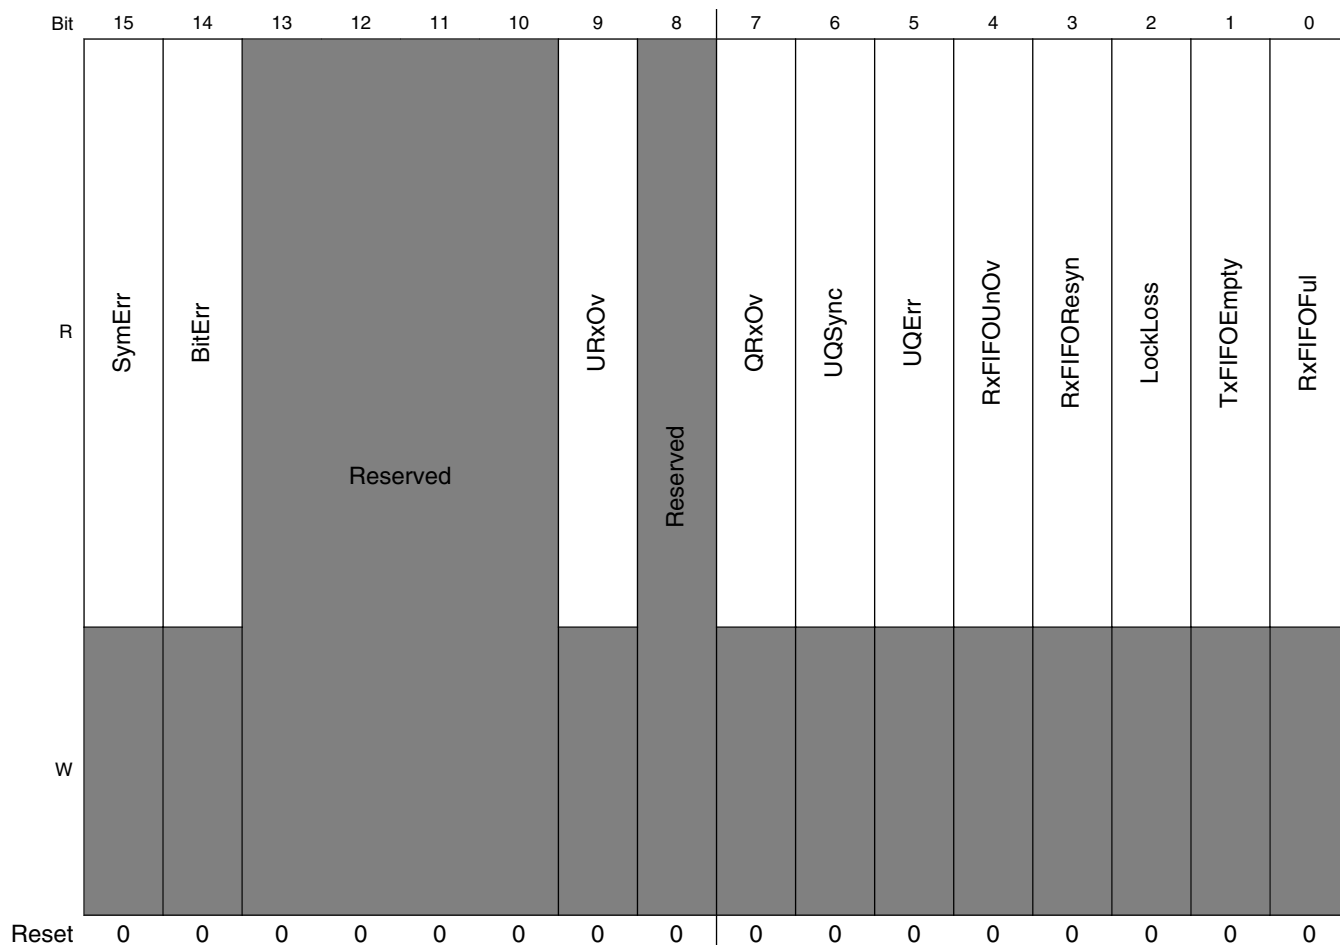 Bit 15 14 13 12 11 10 9 8 7 6 5 4 3 2 1 0
R SymErr BitErr Reserved URxOv Reserved QRxOv UQSync UQErr RxFIFOUnOv RxFIFOResyn LockLoss TxFIFOEmpty RxFIFOFul
W
Reset 0 0 0 0 0 0 0 0 0 0 0 0 0 0 0 0